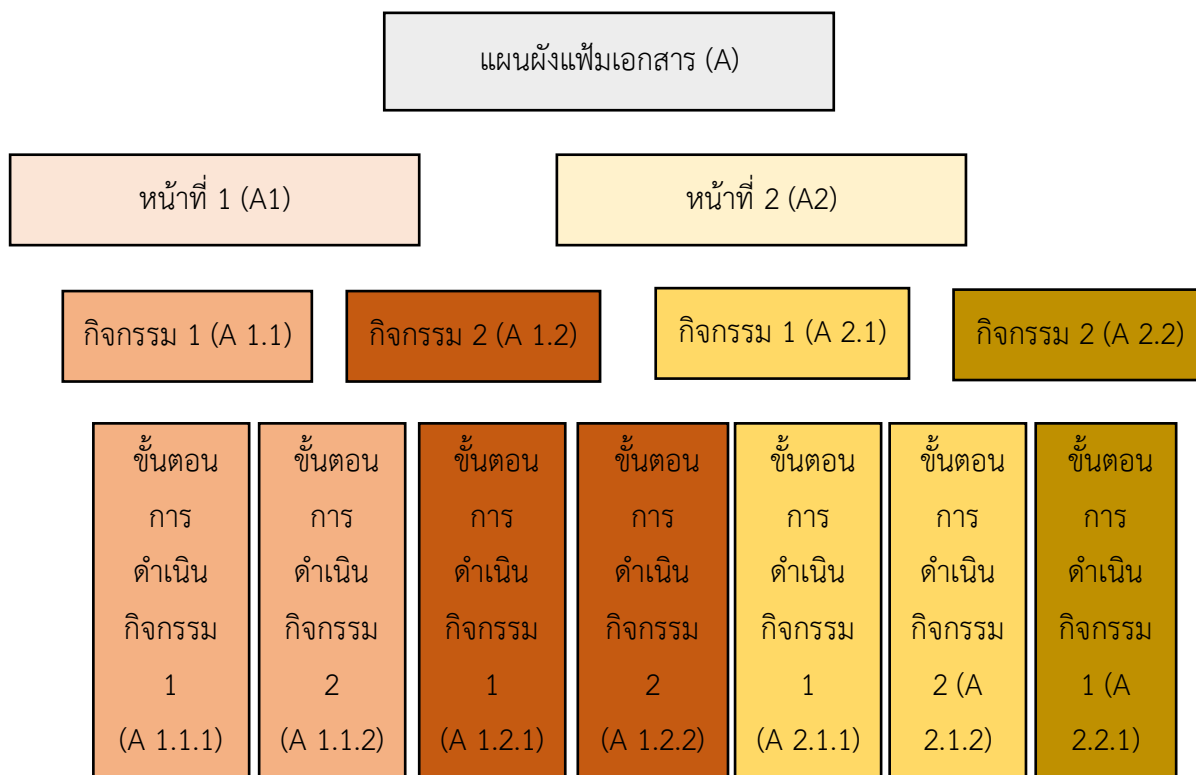 แผนผังแฟ้มเอกสาร (A)
หน้าที่ 1 (A1)
หน้าที่ 2 (A2)
กิจกรรม 1 (A 1.1)
กิจกรรม 2 (A 1.2)
กิจกรรม 1 (A 2.1)
กิจกรรม 2 (A 2.2)
ขั้นตอน
การ
ดำเนิน
กิจกรรม
1
(A 1.1.1)
ขั้นตอน
การ
ดำเนิน
กิจกรรม
2
(A 1.1.2)
ขั้นตอน
การ
ดำเนิน
กิจกรรม
1
(A 1.2.1)
ขั้นตอน
การ
ดำเนิน
กิจกรรม
2
(A 1.2.2)
ขั้นตอน
การ
ดำเนิน
กิจกรรม
1
(A 2.1.1)
ขั้นตอน
การ
ดำเนิน
กิจกรรม
2 (A
2.1.2)
ขั้นตอน
การ
ดำเนิน
กิจกรรม
1 (A
2.2.1)